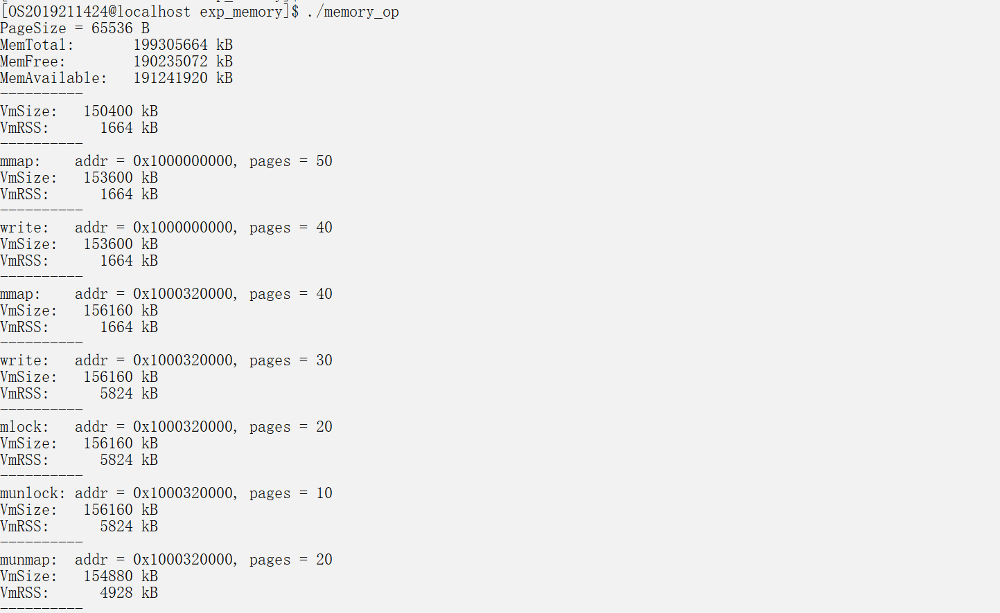 [OS2019211424@localhost exp_memory]$ ./memory_op
PageSize = 65536 B
MemTotal:       199305664 kB
MemFree:        190235072 kB
MemAvailable:   191241920 kB
----------
VmSize:   150400 kB
VmRSS:      1664 kB
----------
mmap:    addr = 0x1000000000, pages = 50
VmSize:   153600 kB
VmRSS:      1664 kB
----------
write:   addr = 0x1000000000, pages = 40
VmSize:   153600 kB
VmRSS:      1664 kB
----------
mmap:    addr = 0x1000320000, pages = 40
VmSize:   156160 kB
VmRSS:      1664 kB
----------
write:   addr = 0x1000320000, pages = 30
VmSize:   156160 kB
VmRSS:      5824 kB
----------
mlock:   addr = 0x1000320000, pages = 20
VmSize:   156160 kB
VmRSS:      5824 kB
----------
munlock: addr = 0x1000320000, pages = 10
VmSize:   156160 kB
VmRSS:      5824 kB
----------
munmap:  addr = 0x1000320000, pages = 20
VmSize:   154880 kB
VmRSS:      4928 kB
----------